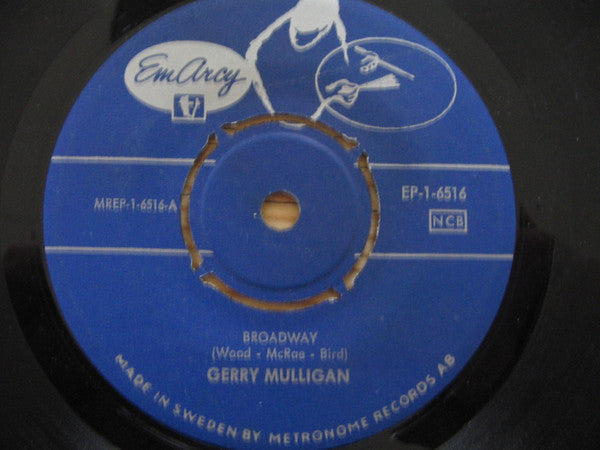 EmArcy
MREP-1-6516-A
EP-1-6516
NCB
BROADWAY
(Wood - McRae - Bird)
GERRY MULLIGAN
MADE IN SWEDEN BY METRONOME RECORDS AB